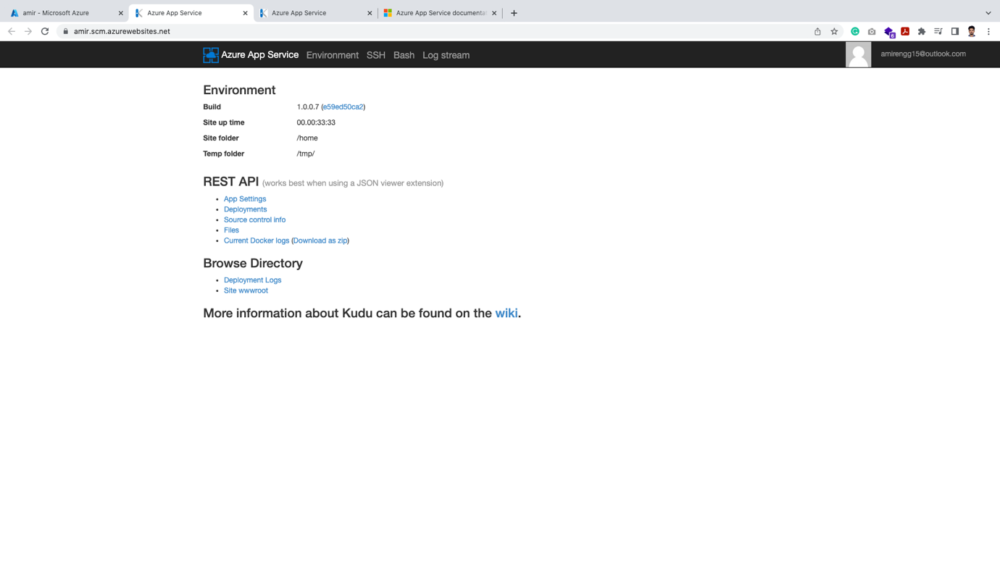 amir - Microsoft Azure
Azure App Service
Azure App Service
Azure App Service documenta
amir.scm.azurewebsites.net
6
Azure App Service Environment SSH Bash Log stream
amirengg15@outlook.com
Environment
Build 1.0.0.7 (e59ed50ca2)
Site up time 00.00:33:33
Site folder /home
Temp folder /tmp/
REST API (works best when using a JSON viewer extension)
• App Settings
• Deployments
• Source control info
• Files
• Current Docker logs (Download as zip)
Browse Directory
• Deployment Logs
• Site wwwroot
More information about Kudu can be found on the wiki.